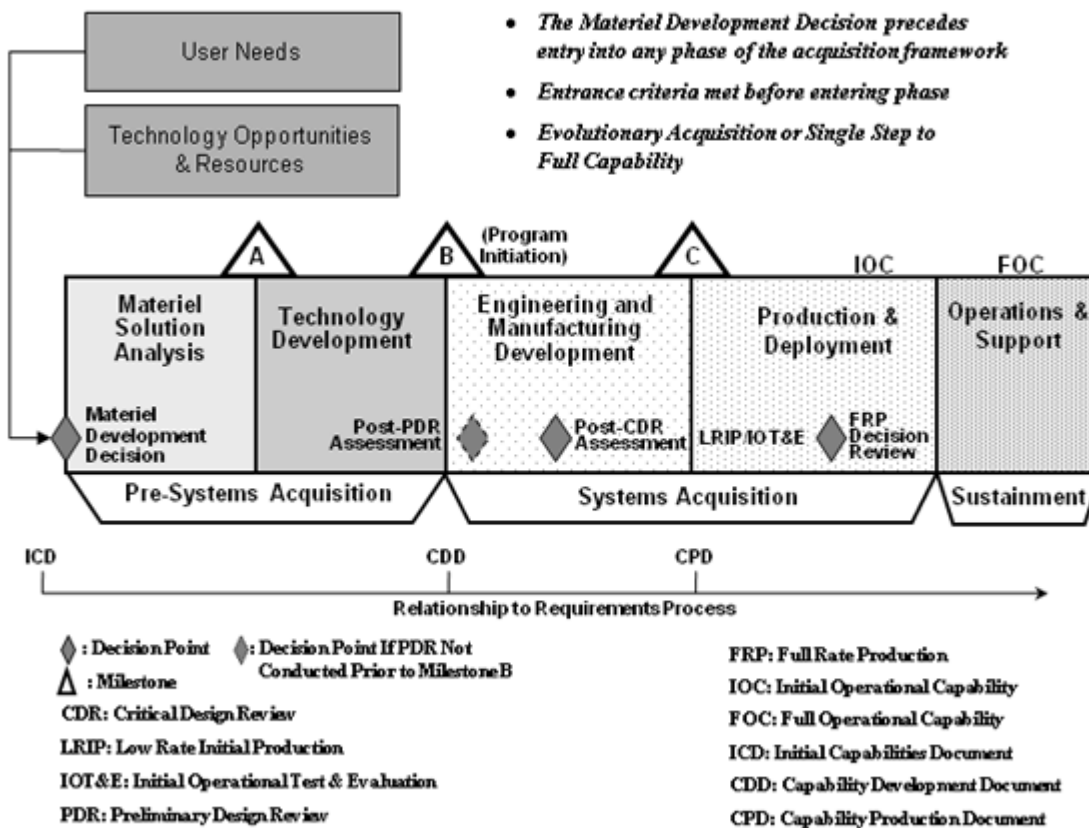 User Needs
Technology Opportunities
& Resources
• The Materiel Development Decision precedes
entry into any phase of the acquisition framework
• Entrance criteria met before entering phase
• Evolutionary Acquisition or Single Step to
Full Capability
A
B
(Program
Initiation)
C
IOC
FOC
Materiel
Solution
Analysis
Technology
Development
Engineering and
Manufacturing
Development
Production &
Deployment
Operations &
Support
Materiel
Development
Decision
Post-PDR
Assessment
Post-CDR
Assessment
LRIP/IOT&E
FRP
Decision
Review
Pre-Systems Acquisition
Systems Acquisition
Sustainment
ICD
CDD
CPD
Relationship to Requirements Process
: Decision Point
: Decision Point If PDR Not
Conducted Prior to Milestone B
: Milestone
CDR: Critical Design Review
LRIP: Low Rate Initial Production
IOT&E: Initial Operational Test & Evaluation
PDR: Preliminary Design Review
FRP: Full Rate Production
IOC: Initial Operational Capability
FOC: Full Operational Capability
ICD: Initial Capabilities Document
CDD: Capability Development Document
CPD: Capability Production Document